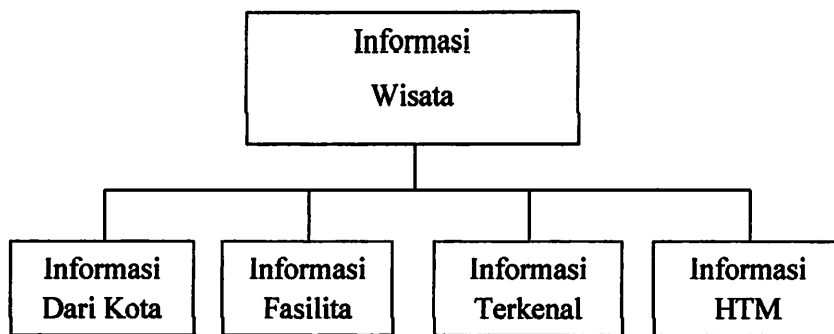 Informasi
Wisata
Informasi
Dari Kota
Informasi
Fasilita
Informasi
Terkenal
Informasi
HTM